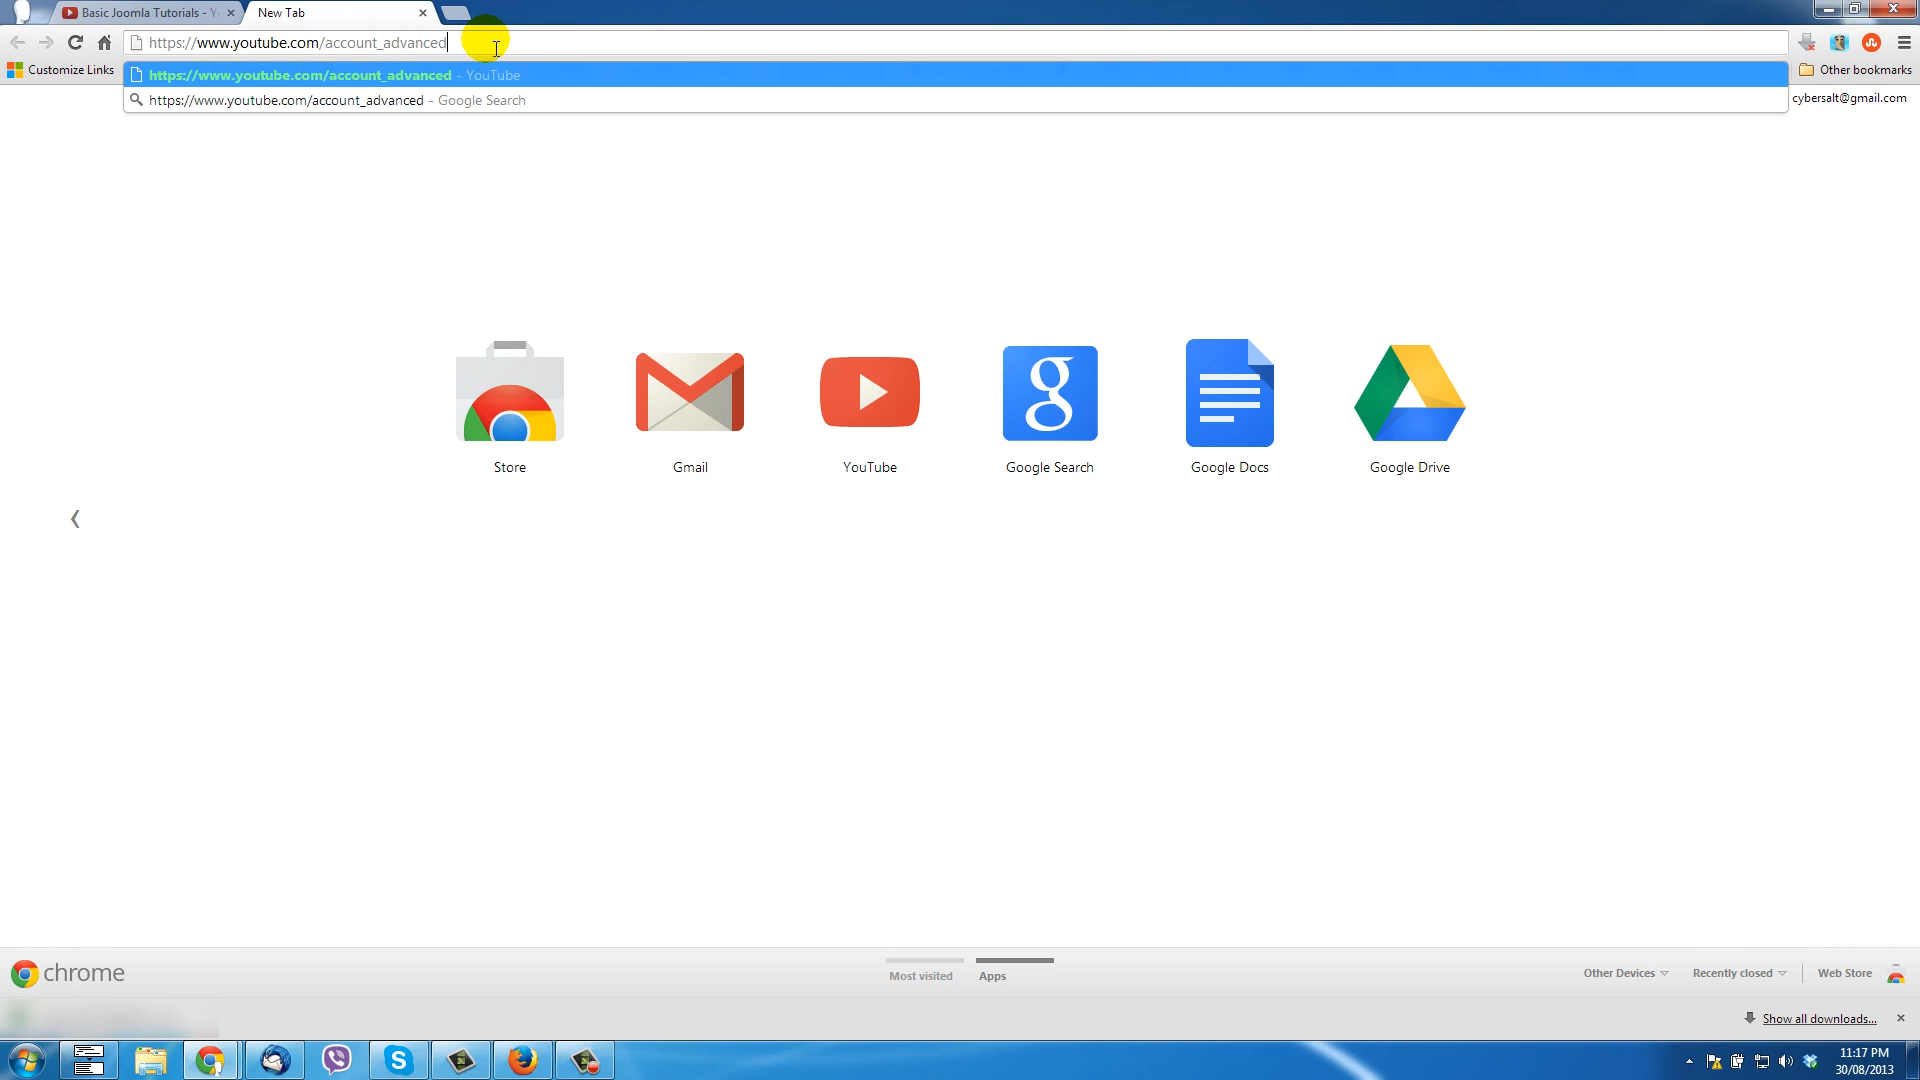 Basic Joomla Tutorials - Y
New Tab
https://www.youtube.com/account_advanced
Customize Links
https://www.youtube.com/account_advanced - YouTube
Other bookmarks
https://www.youtube.com/account_advanced - Google Search
cybersalt@gmail.com
Store
Gmail
YouTube
Google Search
Google Docs
Google Drive
chrome
Most visited
Apps
Other Devices
Recently closed
Web Store
Show all downloads...
11:17 PM
30/08/2013